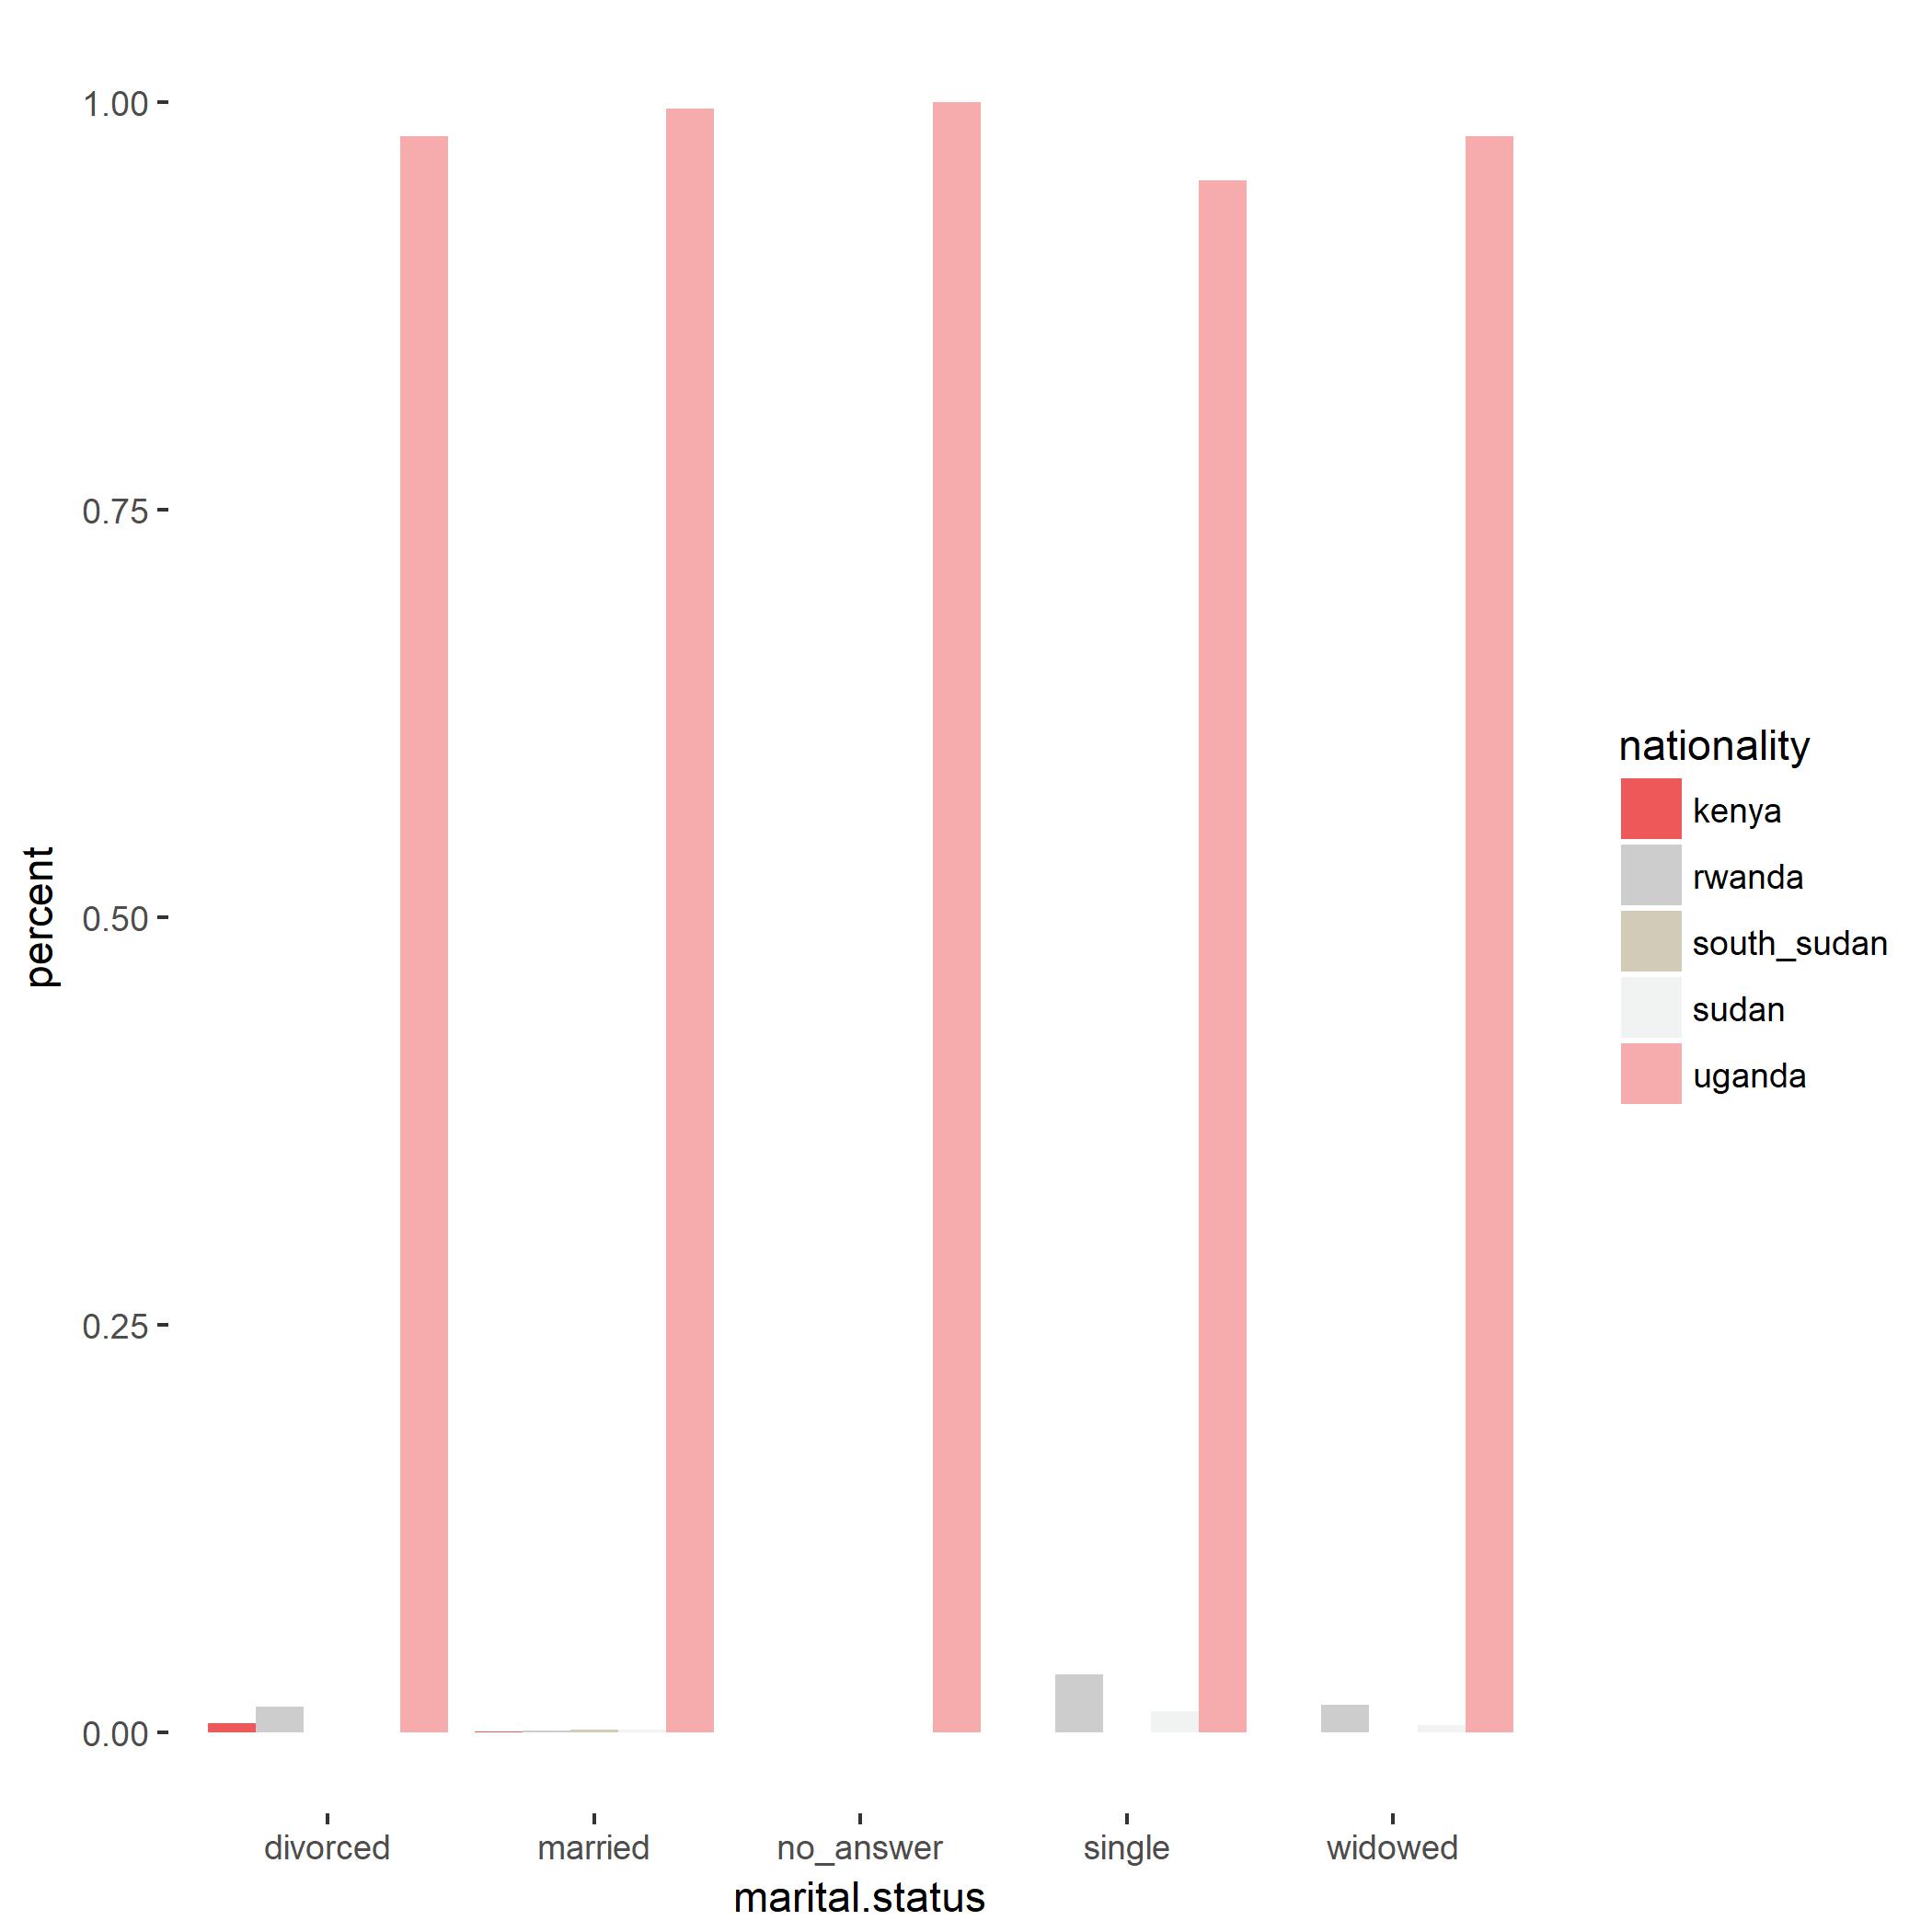 1.00
0.75
0.50
0.25
0.00
percent
divorced married no_answer single widowed
marital.status
nationality
kenya
rwanda
south_sudan
sudan
uganda